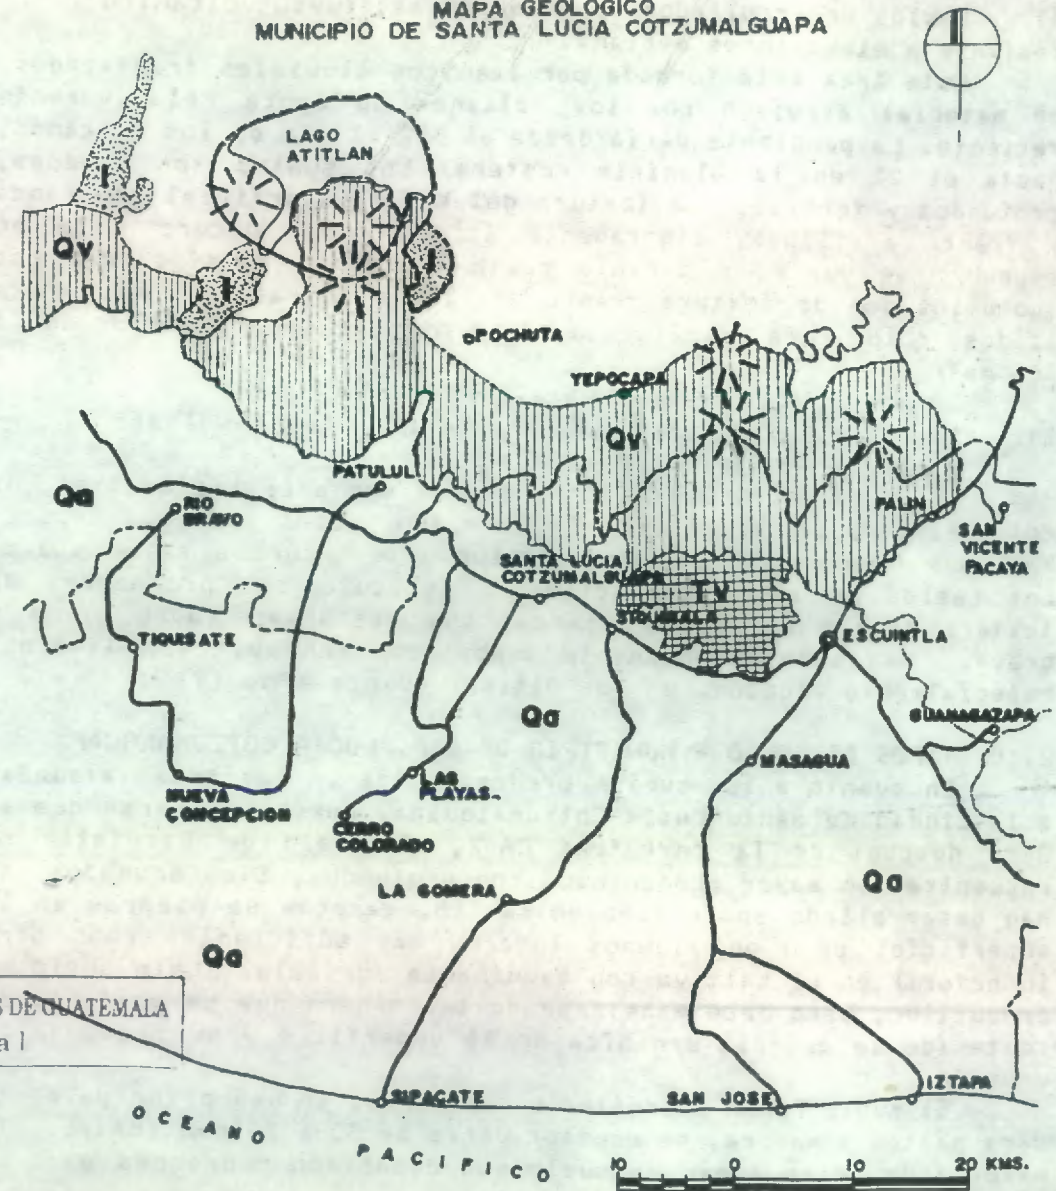 MAPA GEOLOGICO
MUNICIPIO DE SANTA LUCIA COTZUMALGUAPA
LAGO
ATITLAN
I
Qv
I
I
POCHUTA
YEPOCAPA
Qv
PATULUL
Qa
RIO
BRAVO
PALIN
SAN
VICENTE
PACAYA
SANTA LUCIA
COTZUMALGUAPA
Tv
SIQUINALA
TIQUISATE
ESCUINTLA
Qa
GUANAGAZAPA
MASAGUA
NUEVA
CONCEPCION
LAS
PLAYAS
CERRO
COLORADO
LA GOMERA
Qa
Qa
S DE GUATEMALA
al
SIPACATE
SAN JOSE
IZTAPA
OCEANO
PACIFICO
10 0 10 20 KMS.